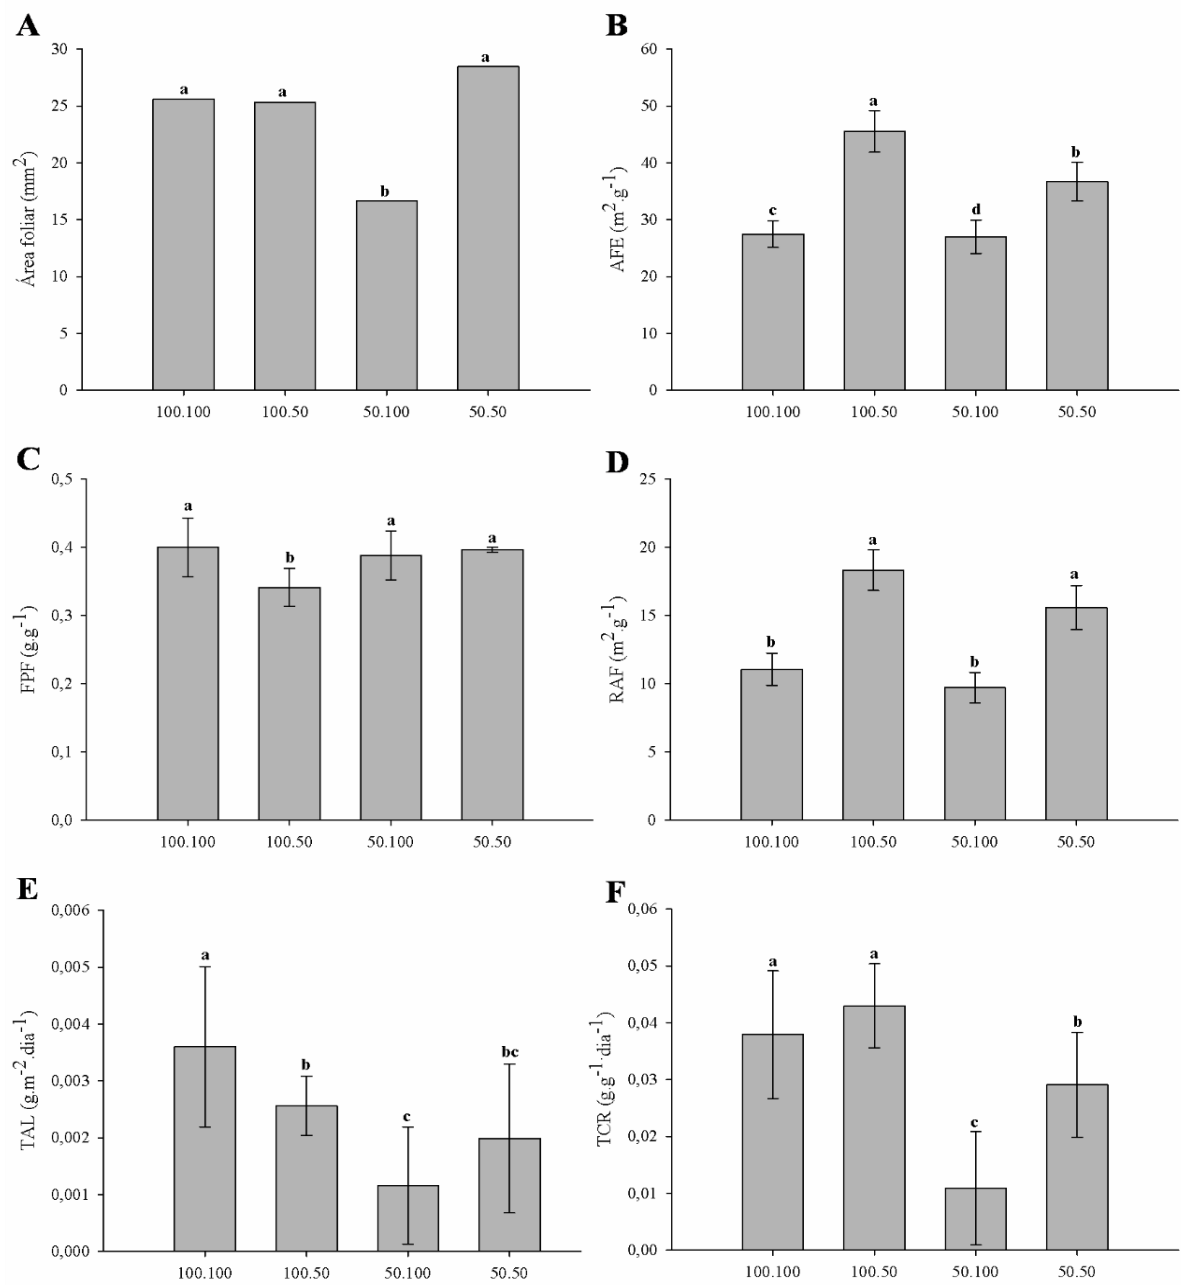 A
Área foliar (mm²)
30
25
20
15
10
5
0
a
a
b
a
100.100 100.50 50.100 50.50
B
AFE (m².g⁻¹)
60
50
40
30
20
10
0
c
a
d
b
100.100 100.50 50.100 50.50
C
FPF (g.g⁻¹)
0,5
0,4
0,3
0,2
0,1
0,0
a
b
a
a
100.100 100.50 50.100 50.50
D
RAF (m².g⁻¹)
25
20
15
10
5
0
b
a
b
a
100.100 100.50 50.100 50.50
E
TAL (g.m⁻².dia⁻¹)
0,006
0,005
0,004
0,003
0,002
0,001
0,000
a
b
c
bc
100.100 100.50 50.100 50.50
F
TCR (g.g⁻¹.dia⁻¹)
0,06
0,05
0,04
0,03
0,02
0,01
0,00
a
a
c
b
100.100 100.50 50.100 50.50